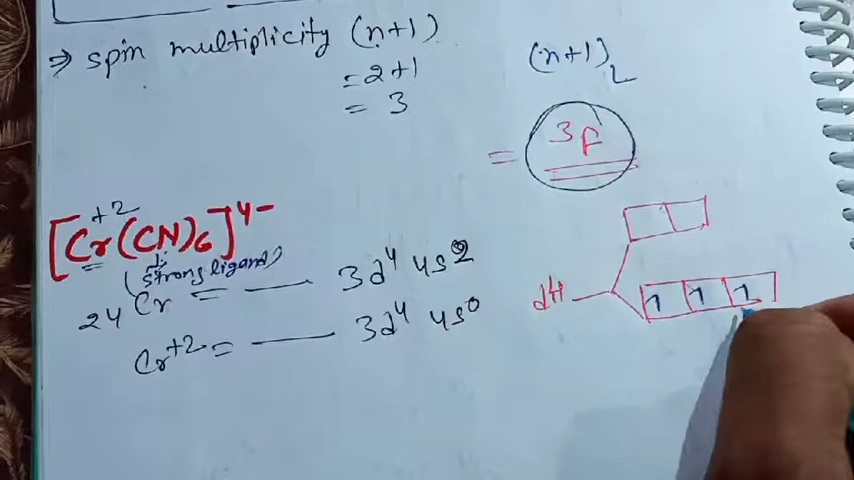 ⇒ spin multiplicity (n+1)
= 2+1
= 3
(n+1)L
= ³F
[Cr(CN)₆]⁴⁻
+2
(strong ligand)
₂₄Cr = —— 3d⁴ 4s²
Cr⁺² = —— 3d⁴ 4s⁰
d⁴
1 1 1